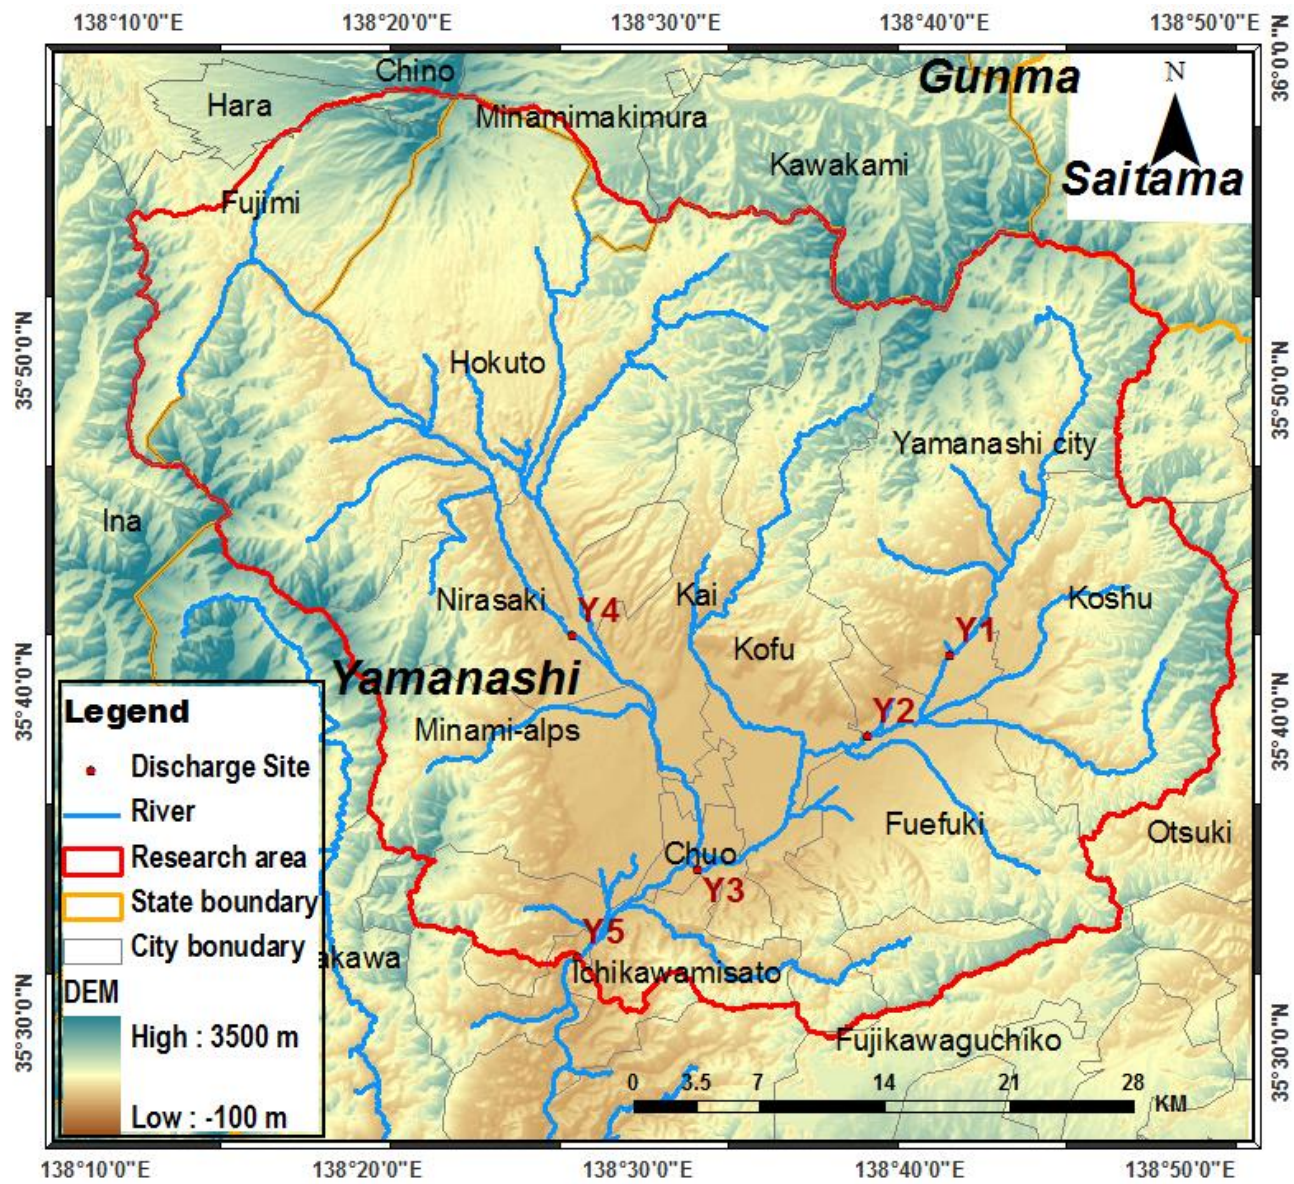 138°10'0"E 138°20'0"E 138°30'0"E 138°40'0"E 138°50'0"E
36°0'0"N
35°50'0"N
35°40'0"N
35°30'0"N
35°50'0"N
35°40'0"N
35°30'0"N
Chino
Gunma
N
Hara
Minamimakimura
Kawakami
Saitama
Fujimi
Hokuto
Yamanashi city
Ina
Nirasaki
Y4
Kai
Koshu
Y1
Kofu
Yamanashi
Y2
Minami-alps
Fuefuki
Otsuki
Chuo
Y3
Y5
akawa
Ichikawamisato
Fujikawaguchiko
Legend
Discharge Site
River
Research area
State boundary
City bonudary
DEM
High : 3500 m
Low : -100 m
0 3.5 7 14 21 28
KM
138°10'0"E 138°20'0"E 138°30'0"E 138°40'0"E 138°50'0"E